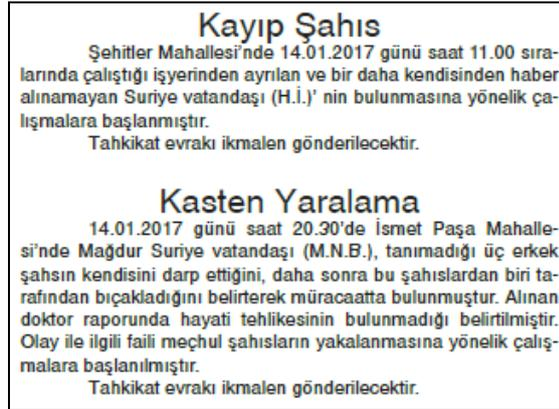 Kayıp Şahıs
Şehitler Mahallesi'nde 14.01.2017 günü saat 11.00 sıra-
larında çalıştığı işyerinden ayrılan ve bir daha kendisinden haber
alınamayan Suriye vatandaşı (H.İ.)' nin bulunmasına yönelik ça-
lışmalara başlanmıştır.
Tahkikat evrakı ikmalen gönderilecektir.
Kasten Yaralama
14.01.2017 günü saat 20.30'de İsmet Paşa Mahalle-
si'nde Mağdur Suriye vatandaşı (M.N.B.), tanımadığı üç erkek
şahsın kendisini darp ettiğini, daha sonra bu şahıslardan biri ta-
rafından bıçakladığını belirterek müracaatta bulunmuştur. Alınan
doktor raporunda hayati tehlikesinin bulunmadığı belirtilmiştir.
Olay ile ilgili faili meçhul şahısların yakalanmasına yönelik çalış-
malara başlanılmıştır.
Tahkikat evrakı ikmalen gönderilecektir.